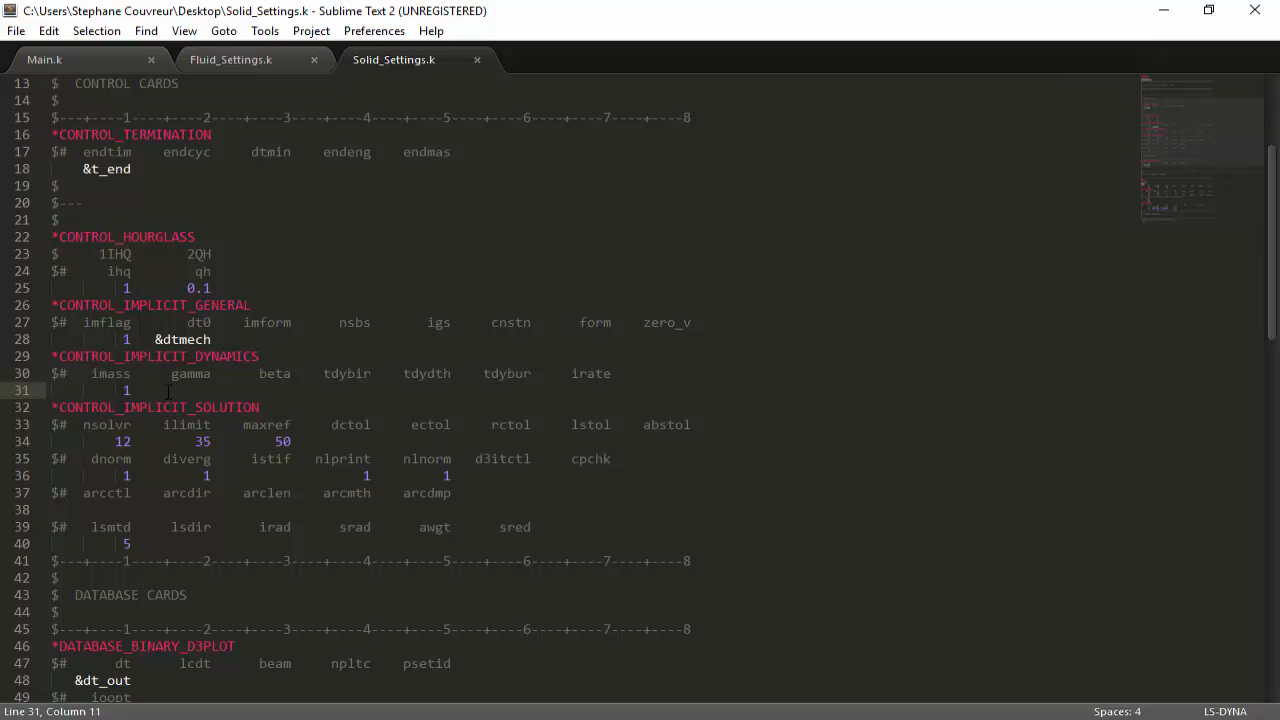 C:\Users\Stephane Couvreur\Desktop\Solid_Settings.k - Sublime Text 2 (UNREGISTERED)
File Edit Selection Find View Goto Tools Project Preferences Help
Main.k × Fluid_Settings.k × Solid_Settings.k ×
13 $  CONTROL CARDS
14 $
15 $---+----1----+----2----+----3----+----4----+----5----+----6----+----7----+----8
16 *CONTROL_TERMINATION
17 $#  endtim    endcyc     dtmin    endeng    endmas
18     &t_end
19 $
20 $---
21 $
22 *CONTROL_HOURGLASS
23 $     1IHQ       2QH
24 $#     ihq        qh
25          1       0.1
26 *CONTROL_IMPLICIT_GENERAL
27 $#  imflag       dt0    imform      nsbs       igs     cnstn      form    zero_v
28          1   &dtmech
29 *CONTROL_IMPLICIT_DYNAMICS
30 $#   imass     gamma      beta    tdybir    tdydth    tdybur     irate
31          1
32 *CONTROL_IMPLICIT_SOLUTION
33 $#  nsolvr    ilimit    maxref     dctol     ectol     rctol     lstol    abstol
34         12        35        50
35 $#   dnorm    diverg     istif   nlprint    nlnorm   d3itctl     cpchk
36          1         1                   1         1
37 $#  arcctl    arcdir    arclen    arcmth    arcdmp
38
39 $#   lsmtd     lsdir      irad      srad      awgt      sred
40          5
41 $---+----1----+----2----+----3----+----4----+----5----+----6----+----7----+----8
42 $
43 $  DATABASE CARDS
44 $
45 $---+----1----+----2----+----3----+----4----+----5----+----6----+----7----+----8
46 *DATABASE_BINARY_D3PLOT
47 $#      dt      lcdt      beam     npltc    psetid
48    &dt_out
49 $#   ioopt
Line 31, Column 11 Spaces: 4 LS-DYNA